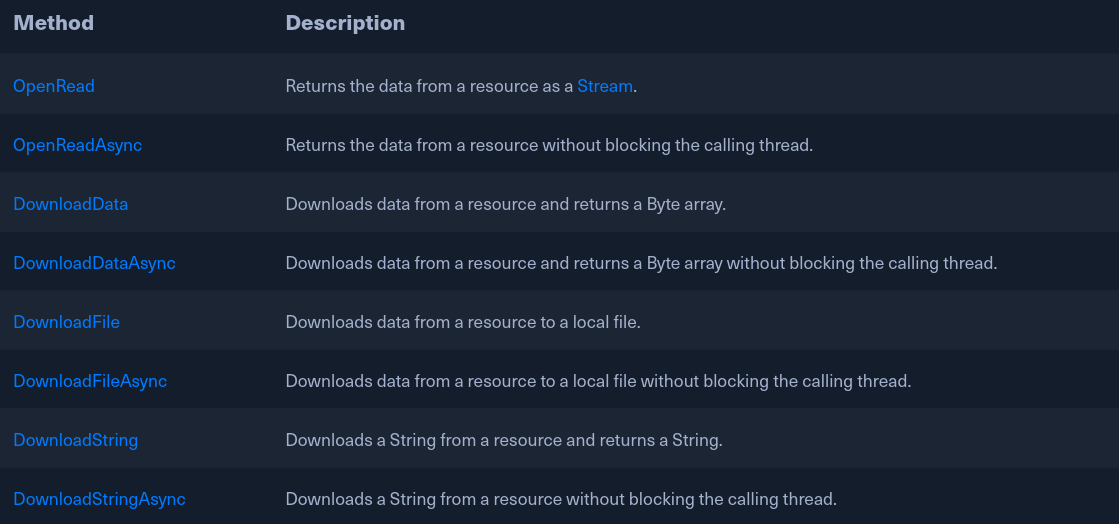 Method Description
OpenRead Returns the data from a resource as a Stream.
OpenReadAsync Returns the data from a resource without blocking the calling thread.
DownloadData Downloads data from a resource and returns a Byte array.
DownloadDataAsync Downloads data from a resource and returns a Byte array without blocking the calling thread.
DownloadFile Downloads data from a resource to a local file.
DownloadFileAsync Downloads data from a resource to a local file without blocking the calling thread.
DownloadString Downloads a String from a resource and returns a String.
DownloadStringAsync Downloads a String from a resource without blocking the calling thread.